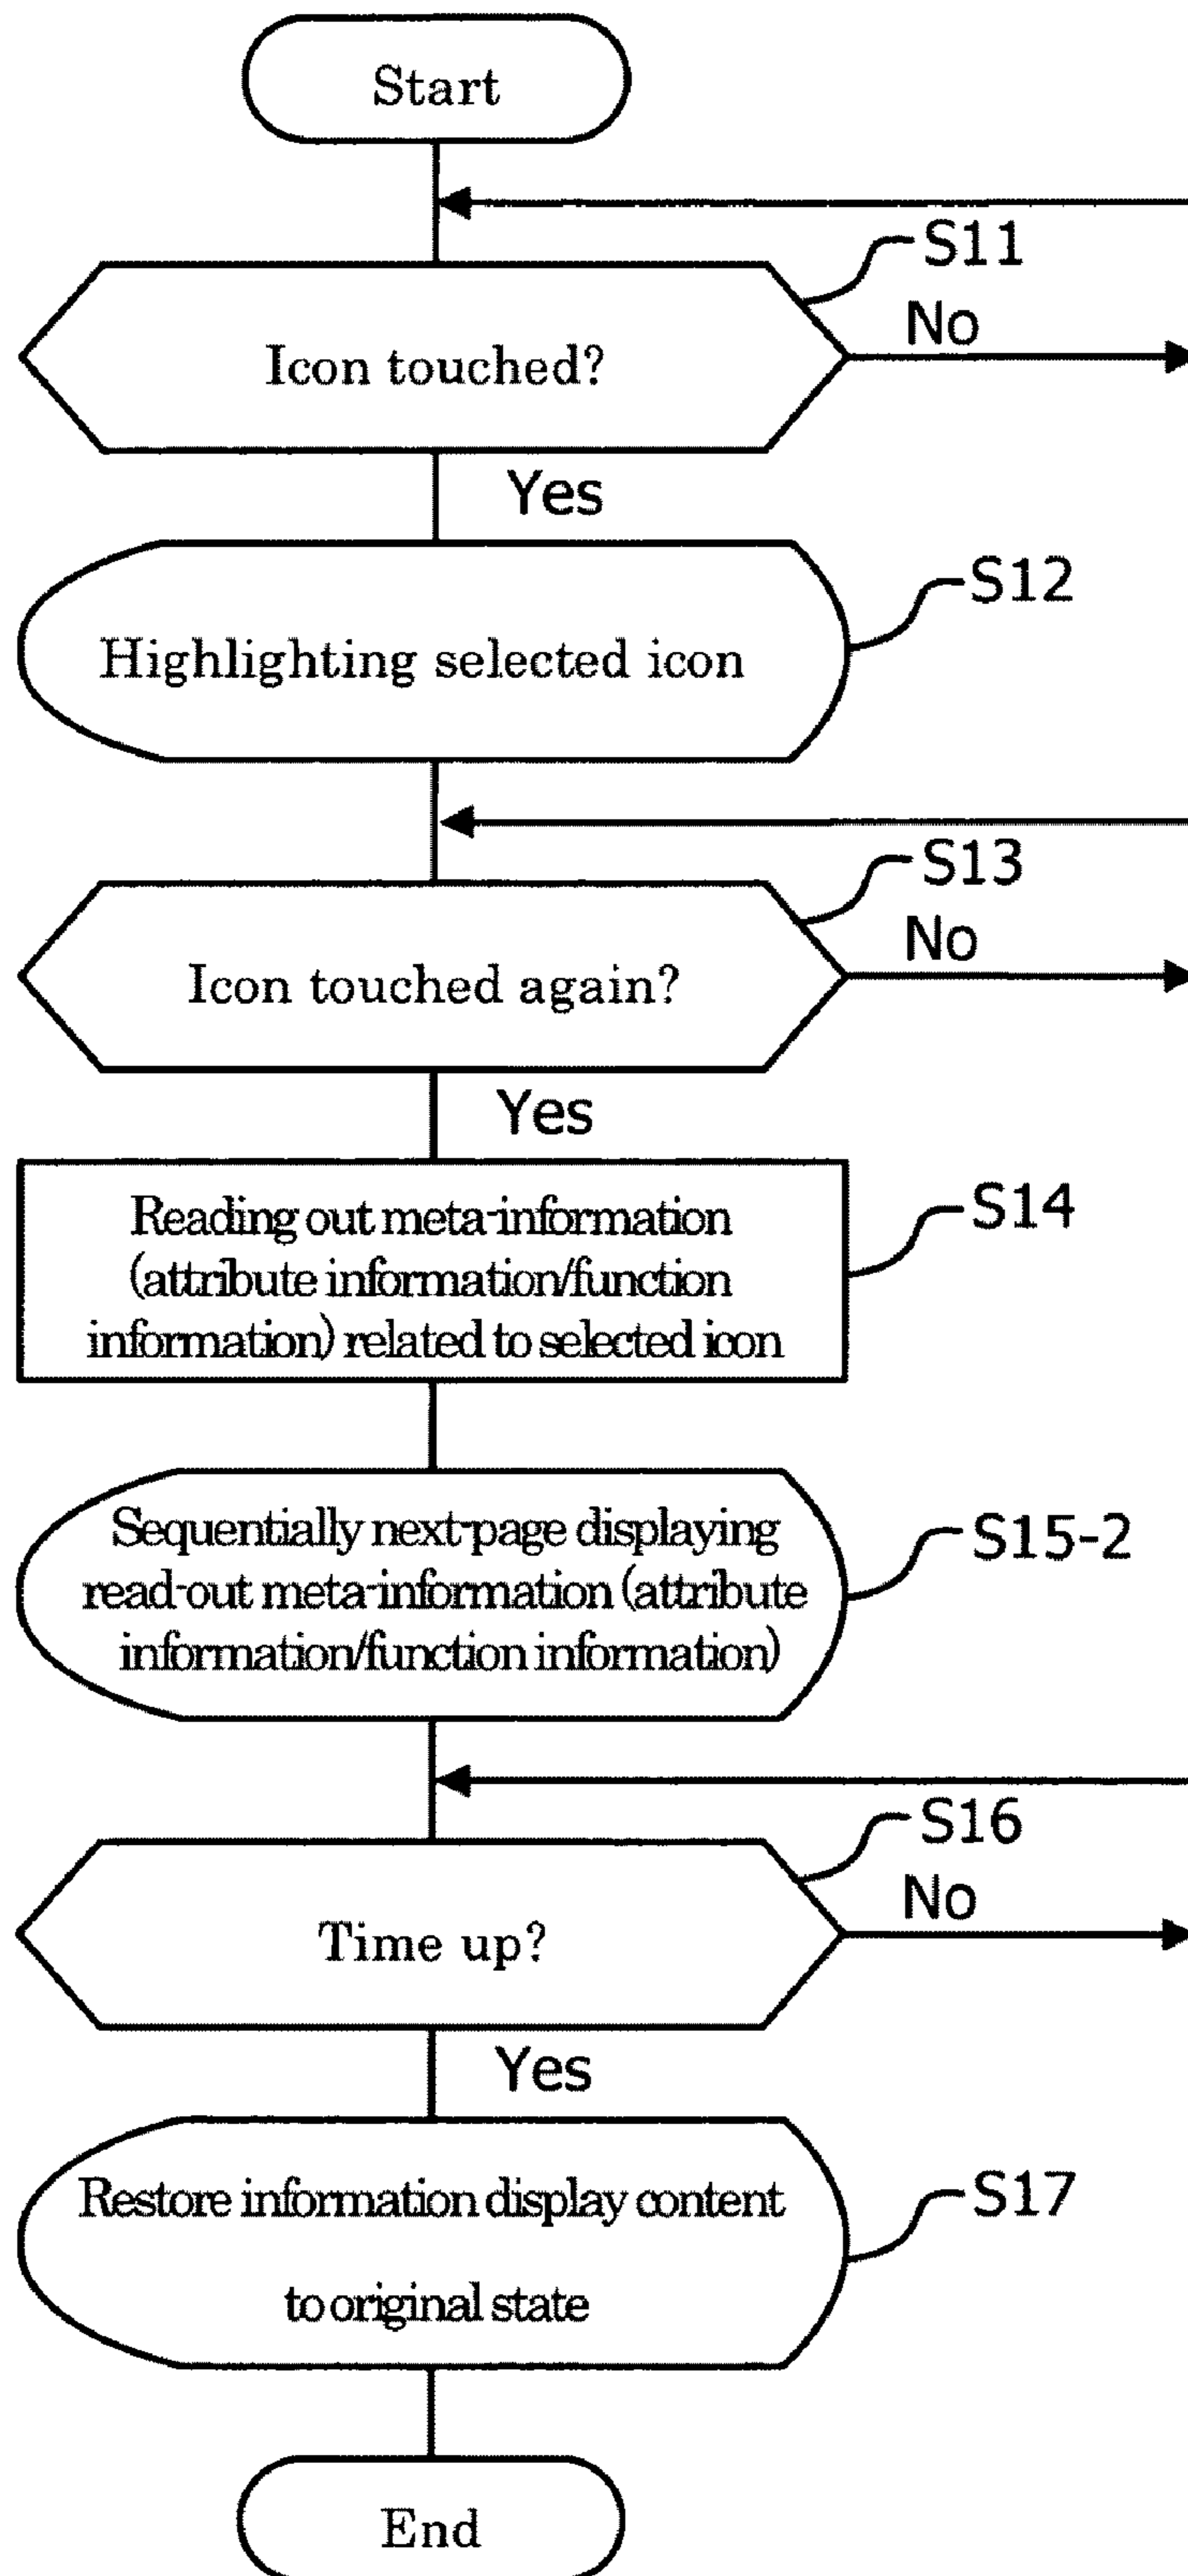 Start
S11
No
Icon touched?
Yes
S12
Highlighting selected icon
S13
No
Icon touched again?
Yes
S14
Reading out meta-information
(attribute information/function
information) related to selected icon
S15-2
Sequentially next-page displaying
read-out meta-information (attribute
information/function information)
S16
No
Time up?
Yes
S17
Restore information display content
to original state
End